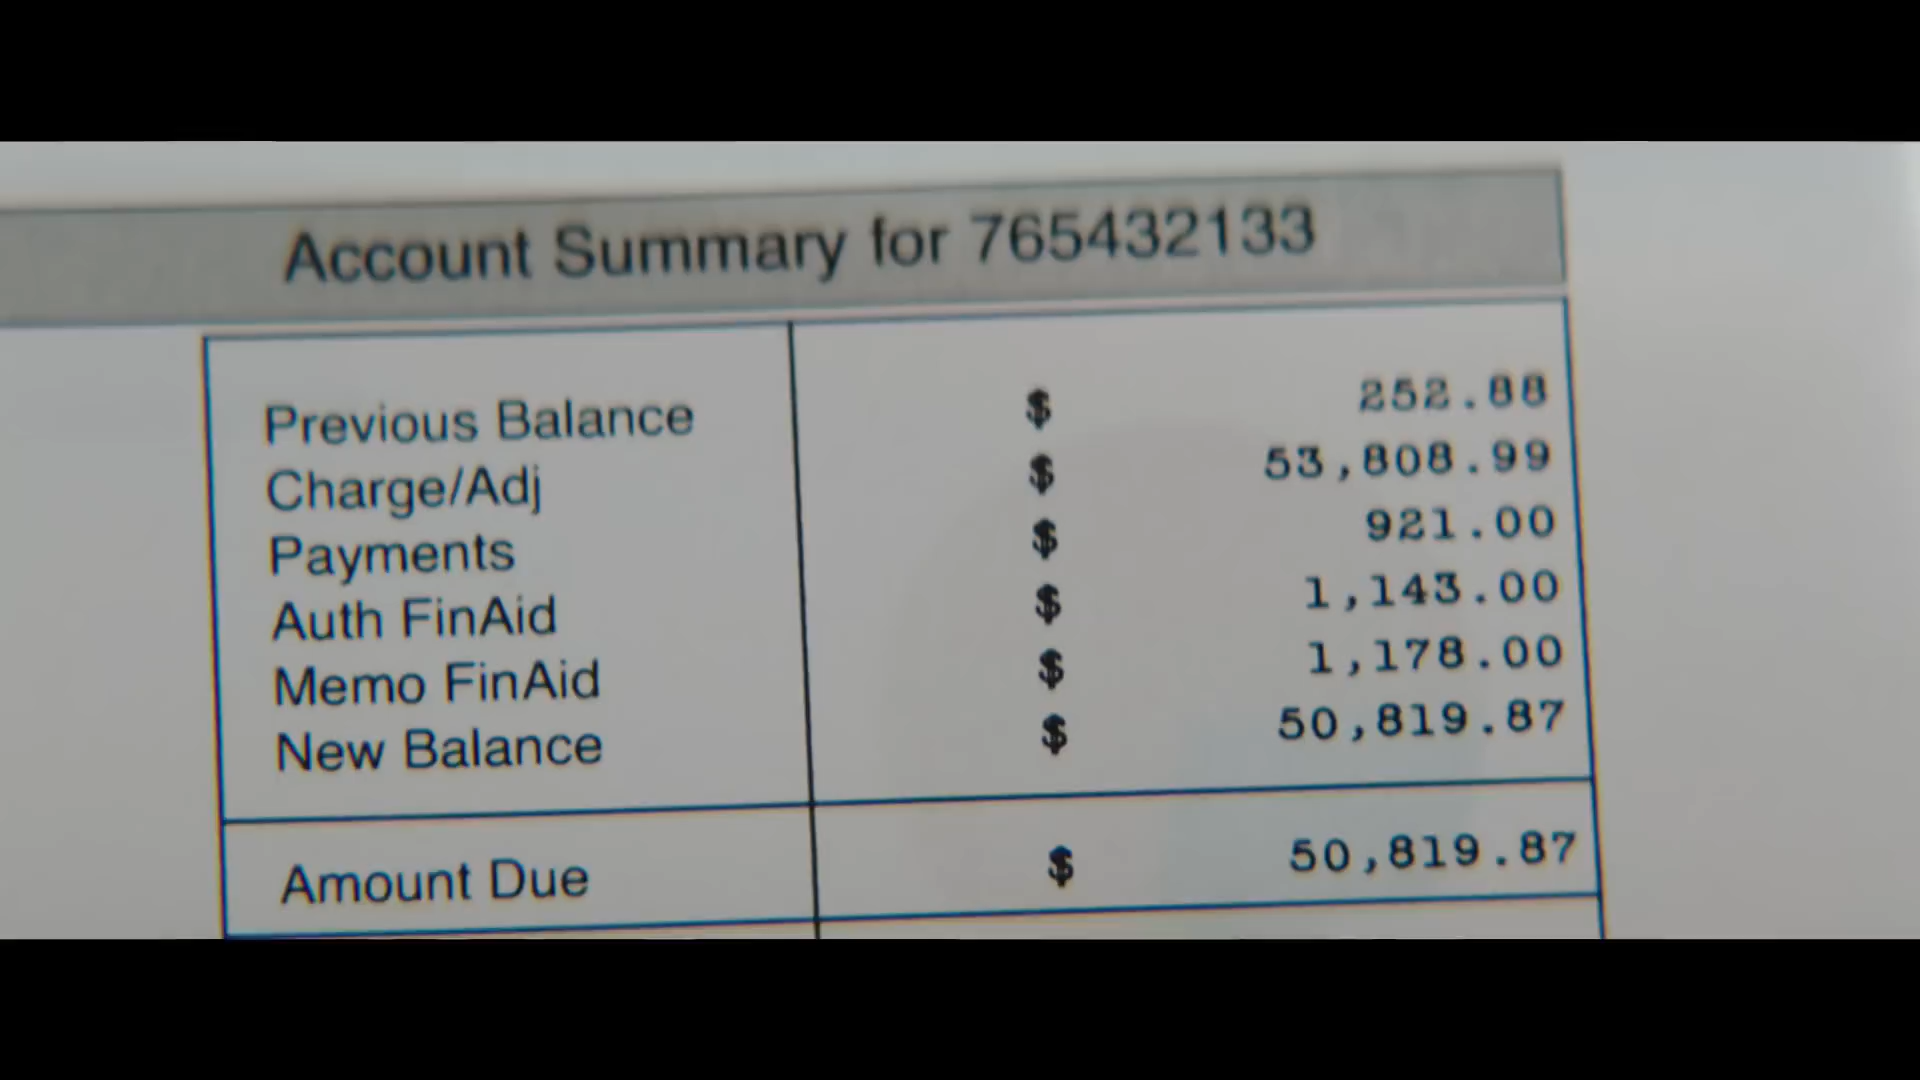 Account Summary for 765432133
Previous Balance $ 252.88
Charge/Adj $ 53,808.99
Payments $ 921.00
Auth FinAid $ 1,143.00
Memo FinAid $ 1,178.00
New Balance $ 50,819.87
Amount Due $ 50,819.87